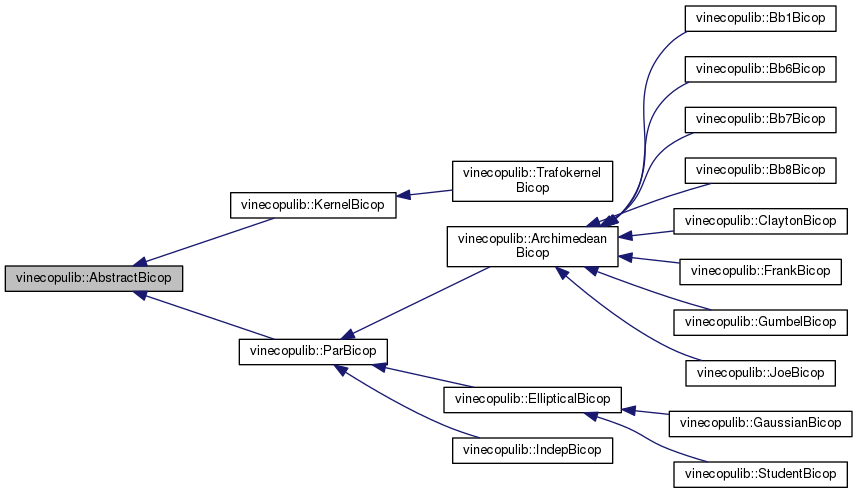 vinecopulib::Bb1Bicop
vinecopulib::Bb6Bicop
vinecopulib::Bb7Bicop
vinecopulib::Bb8Bicop
vinecopulib::Trafokernel
Bicop
vinecopulib::KernelBicop
vinecopulib::ClaytonBicop
vinecopulib::Archimedean
Bicop
vinecopulib::FrankBicop
vinecopulib::AbstractBicop
vinecopulib::GumbelBicop
vinecopulib::ParBicop
vinecopulib::JoeBicop
vinecopulib::EllipticalBicop
vinecopulib::GaussianBicop
vinecopulib::IndepBicop
vinecopulib::StudentBicop